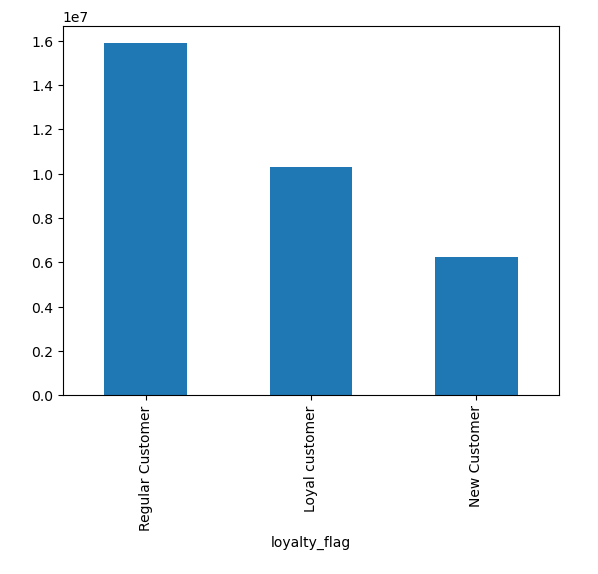 1e7
1.6
1.4
1.2
1.0
0.8
0.6
0.4
0.2
0.0
Regular Customer
Loyal customer
New Customer
loyalty_flag